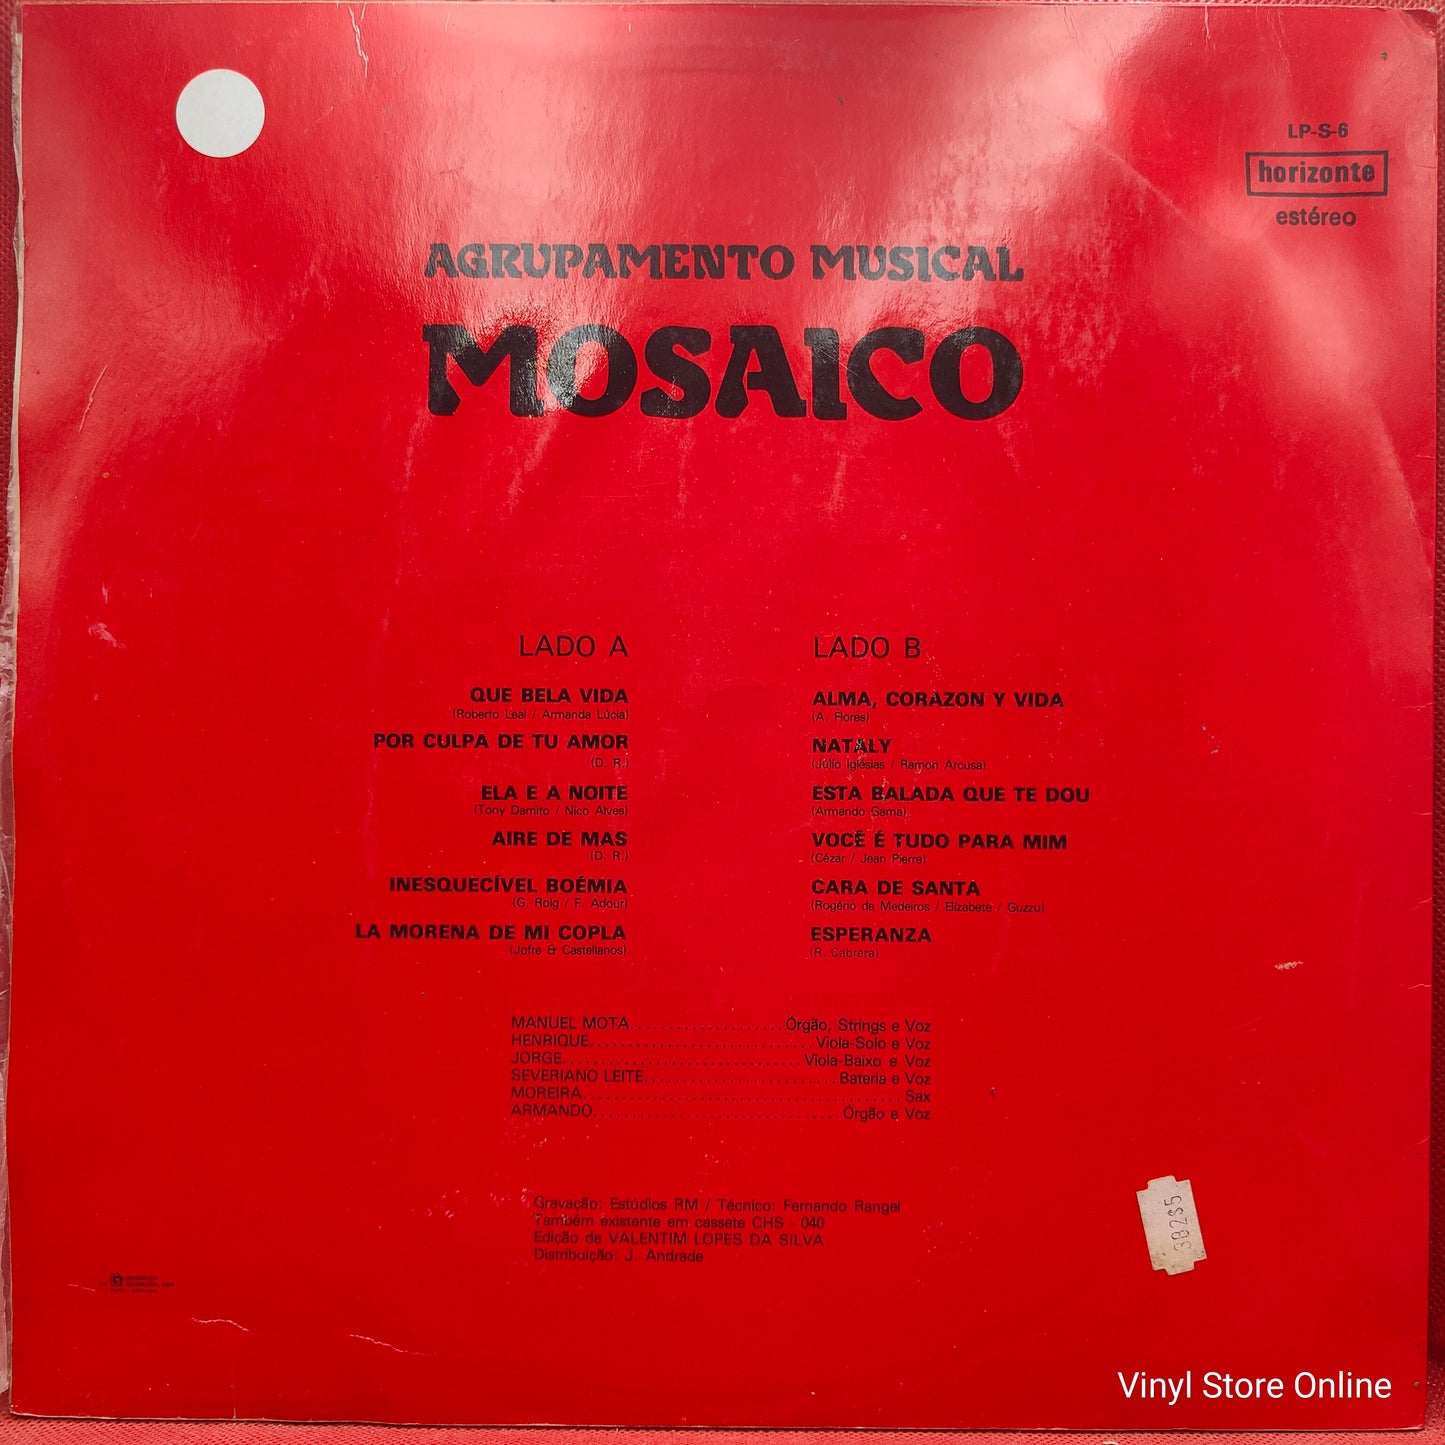 LP-S-6
horizonte
estéreo
AGRUPAMENTO MUSICAL
MOSAICO
LADO A
QUE BELA VIDA
(Roberto Leal / Armanda Lúcia)
POR CULPA DE TU AMOR
(D. R.)
ELA E A NOITE
(Tony Damito / Nico Alves)
AIRE DE MAS
(D. R.)
INESQUECÍVEL BOÉMIA
(G. Roig / F. Adour)
LA MORENA DE MI COPLA
(Jofre & Castellanos)
LADO B
ALMA, CORAZON Y VIDA
(A. Flores)
NATALY
(Júlio Iglésias / Ramon Arcusa)
ESTA BALADA QUE TE DOU
(Armando Gama)
VOCÊ É TUDO PARA MIM
(Cézar / Jean Pierre)
CARA DE SANTA
(Rogério de Medeiros / Elizabete / Guzzu)
ESPERANZA
(R. Cabrera)
MANUEL MOTA....................Órgão, Strings e Voz
HENRIQUE.............................Viola-Solo e Voz
JORGE...............................Viola-Baixo e Voz
SEVERIANO LEITE.........................Bateria e Voz
MOREIRA..........................................Sax
ARMANDO................................Órgão e Voz
Gravação: Estúdios RM / Técnico: Fernando Rangel
Também existente em cassete CHS - 040
Edição de VALENTIM LOPES DA SILVA
Distribuição: J. Andrade
382$5
Vinyl Store Online